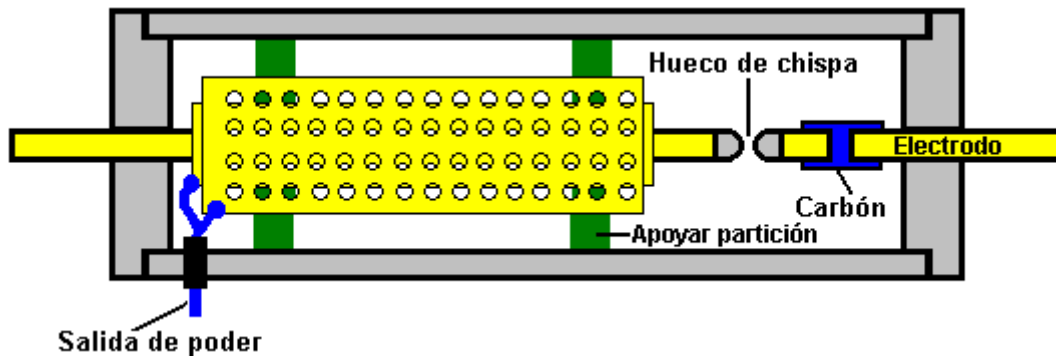 Hueco de chispa
Electrodo
Carbón
Apoyar partición
Salida de poder